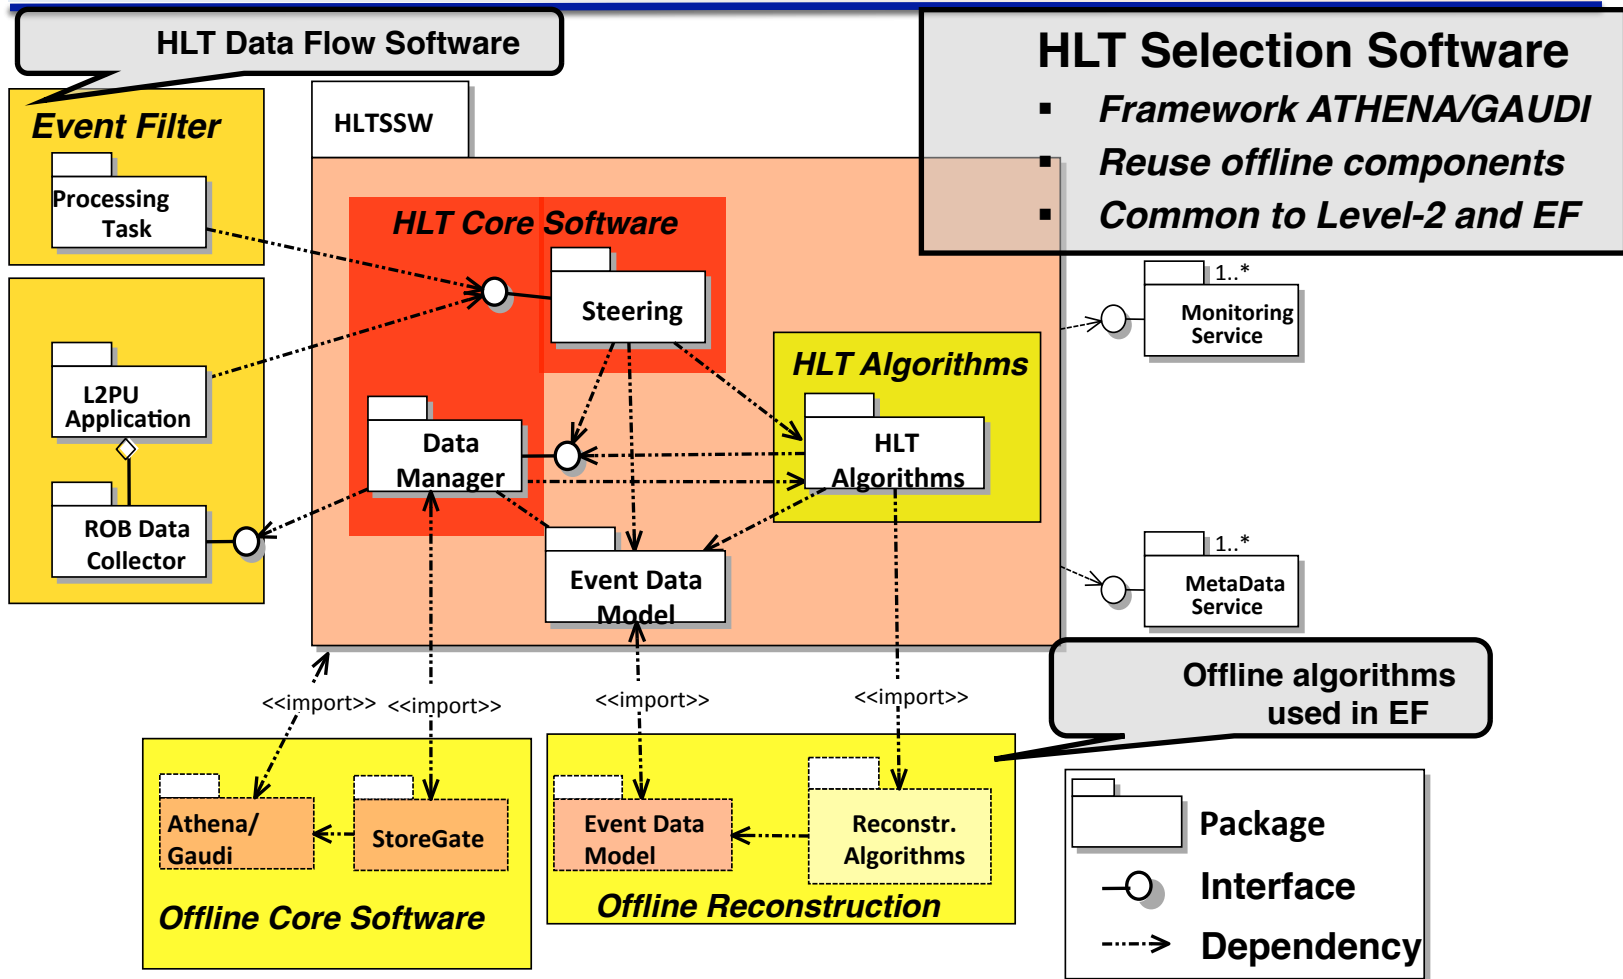 HLT Data Flow Software
HLT Selection Software
▪ Framework ATHENA/GAUDI
▪ Reuse offline components
▪ Common to Level-2 and EF
Event Filter
Processing
Task
HLTSSW
HLT Core Software
Steering
1..*
Monitoring
Service
HLT Algorithms
L2PU
Application
Data
Manager
HLT
Algorithms
ROB Data
Collector
Event Data
Model
1..*
MetaData
Service
Offline algorithms
used in EF
<<import>>
<<import>>
<<import>>
<<import>>
Athena/
Gaudi
StoreGate
Offline Core Software
Event Data
Model
Reconstr.
Algorithms
Offline Reconstruction
Package
Interface
Dependency